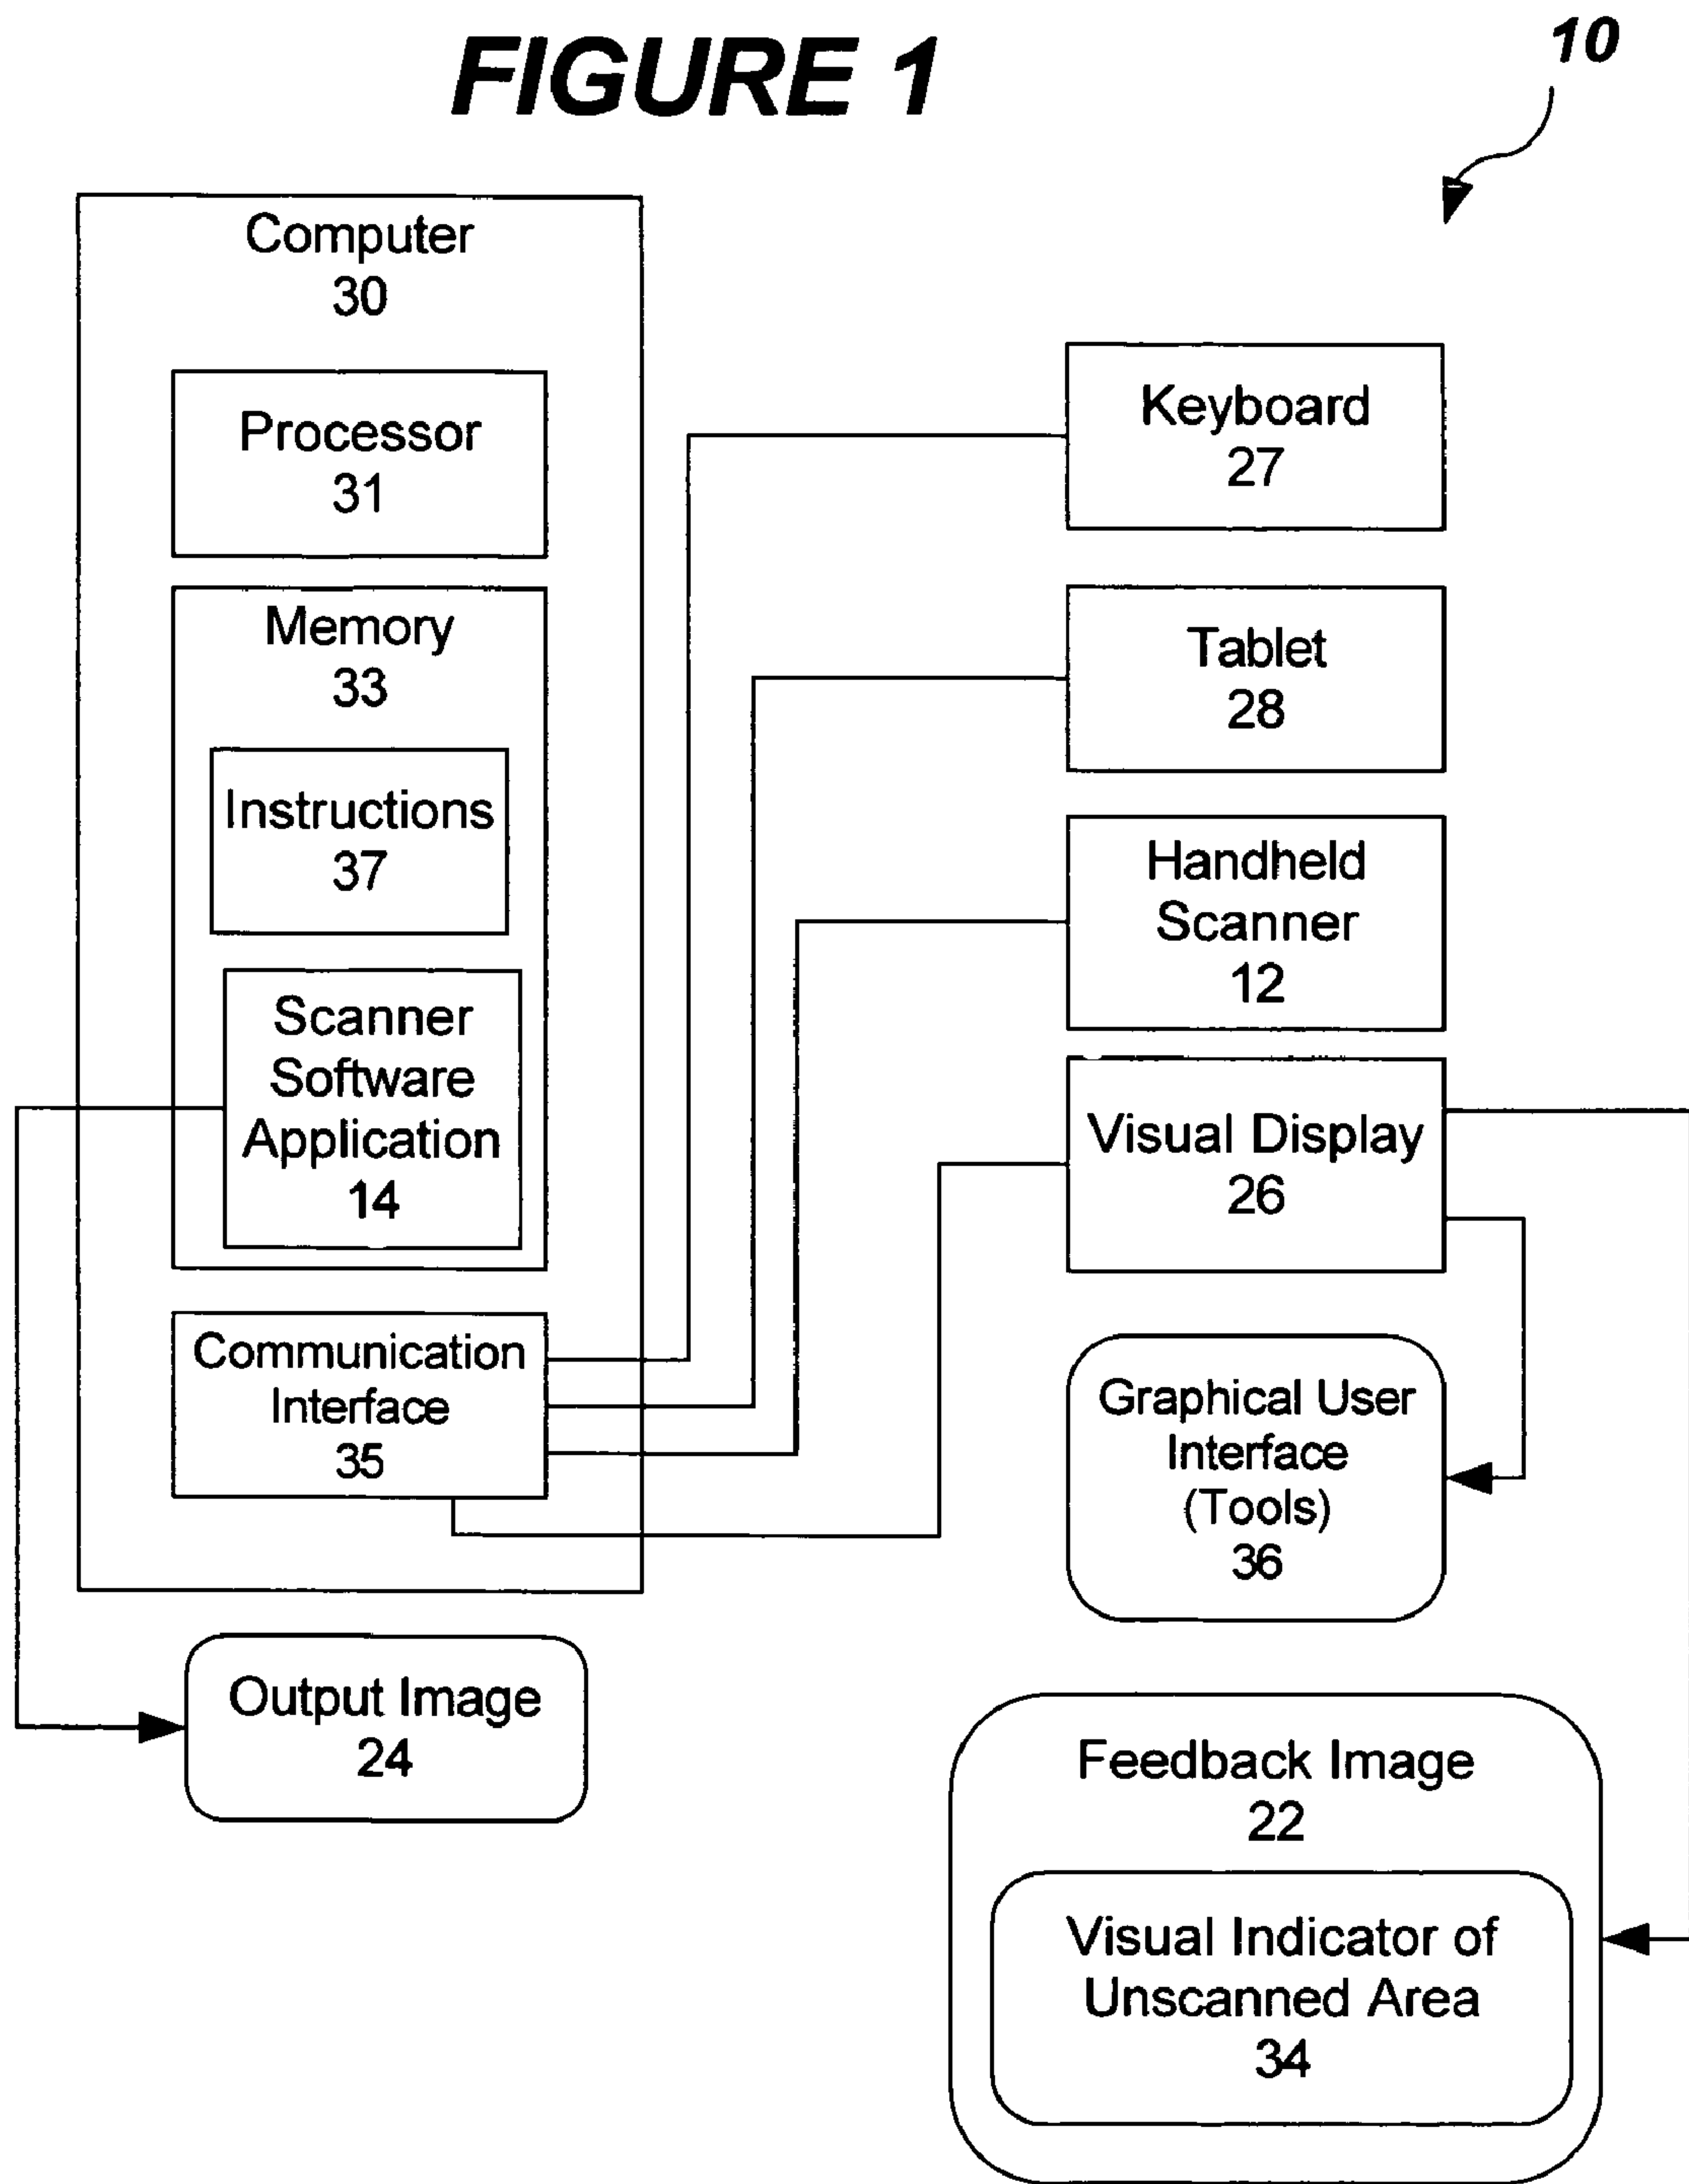 FIGURE 1
10
Computer
30
Processor
31
Memory
33
Instructions
37
Scanner
Software
Application
14
Communication
Interface
35
Output Image
24
Keyboard
27
Tablet
28
Handheld
Scanner
12
Visual Display
26
Graphical User
Interface
(Tools)
36
Feedback Image
22
Visual Indicator of
Unscanned Area
34